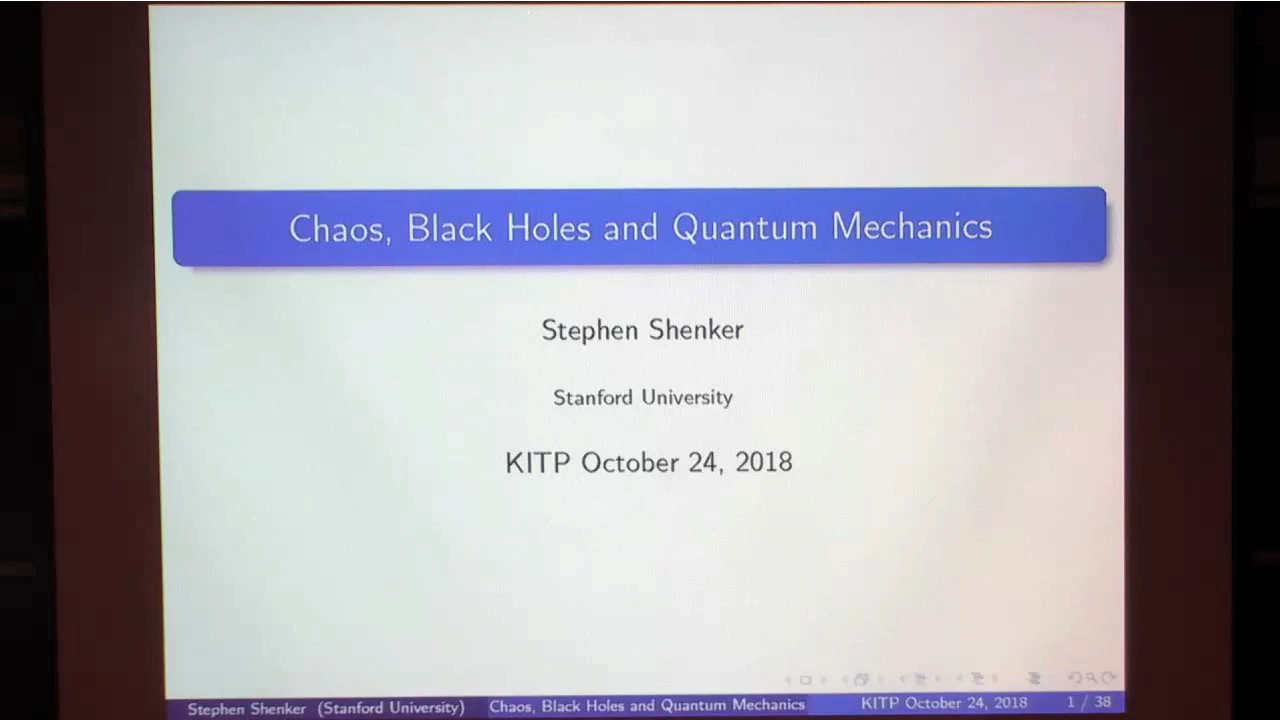 Chaos, Black Holes and Quantum Mechanics
Stephen Shenker
Stanford University
KITP October 24, 2018
Stephen Shenker (Stanford University) Chaos, Black Holes and Quantum Mechanics KITP October 24, 2018 1 / 38